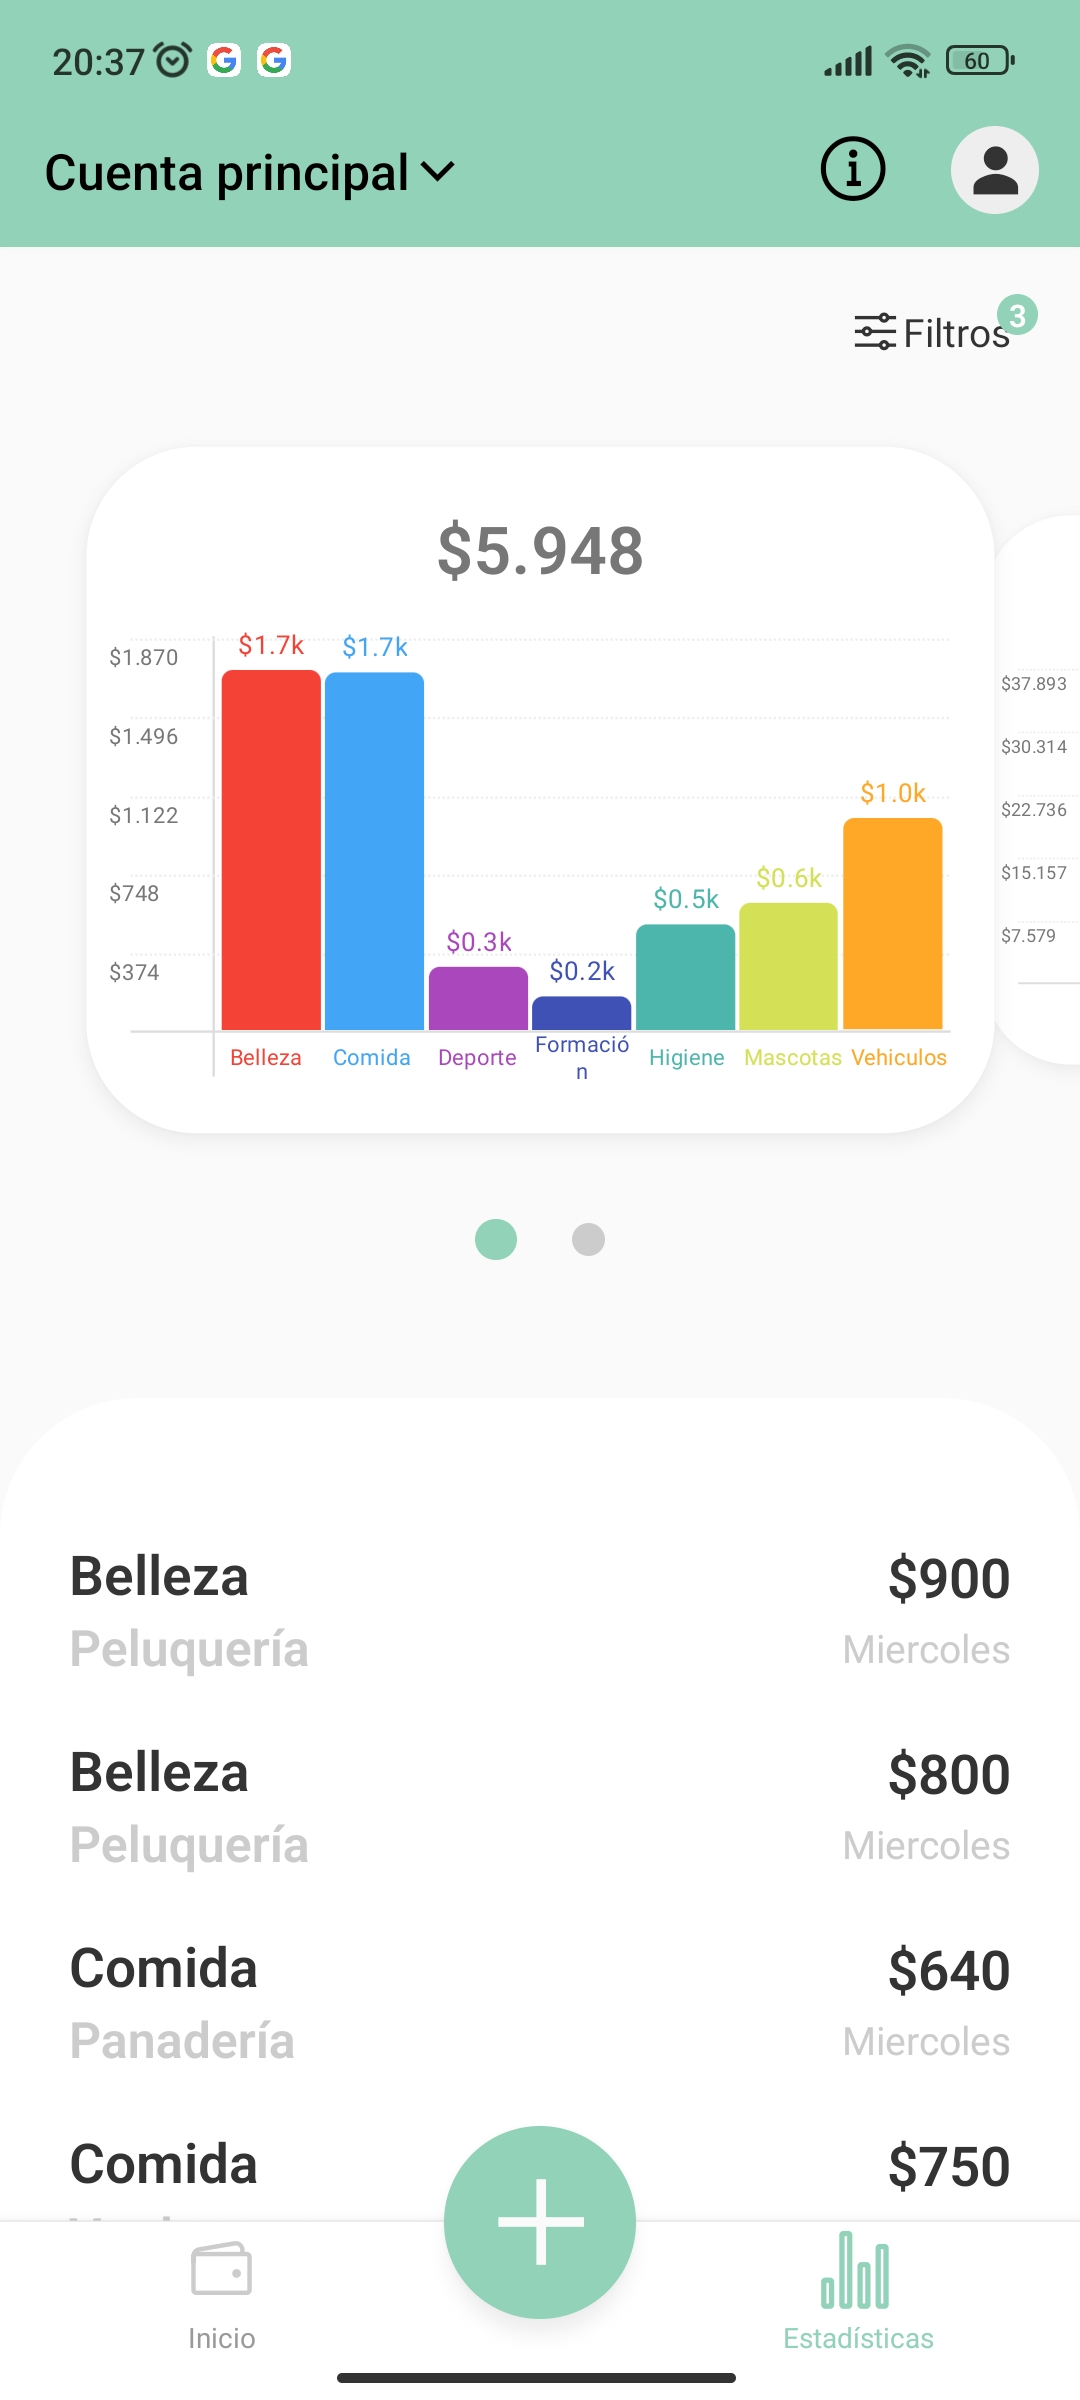 20:37
60
Cuenta principal
Filtros
3
$5.948
$1.870
$1.496
$1.122
$748
$374
$1.7k
$1.7k
$0.3k
$0.2k
$0.5k
$0.6k
$1.0k
Belleza
Comida
Deporte
Formació
n
Higiene
Mascotas
Vehiculos
$37.893
$30.314
$22.736
$15.157
$7.579
Belleza
$900
Peluquería
Miercoles
Belleza
$800
Peluquería
Miercoles
Comida
$640
Panadería
Miercoles
Comida
$750
Inicio
Estadísticas